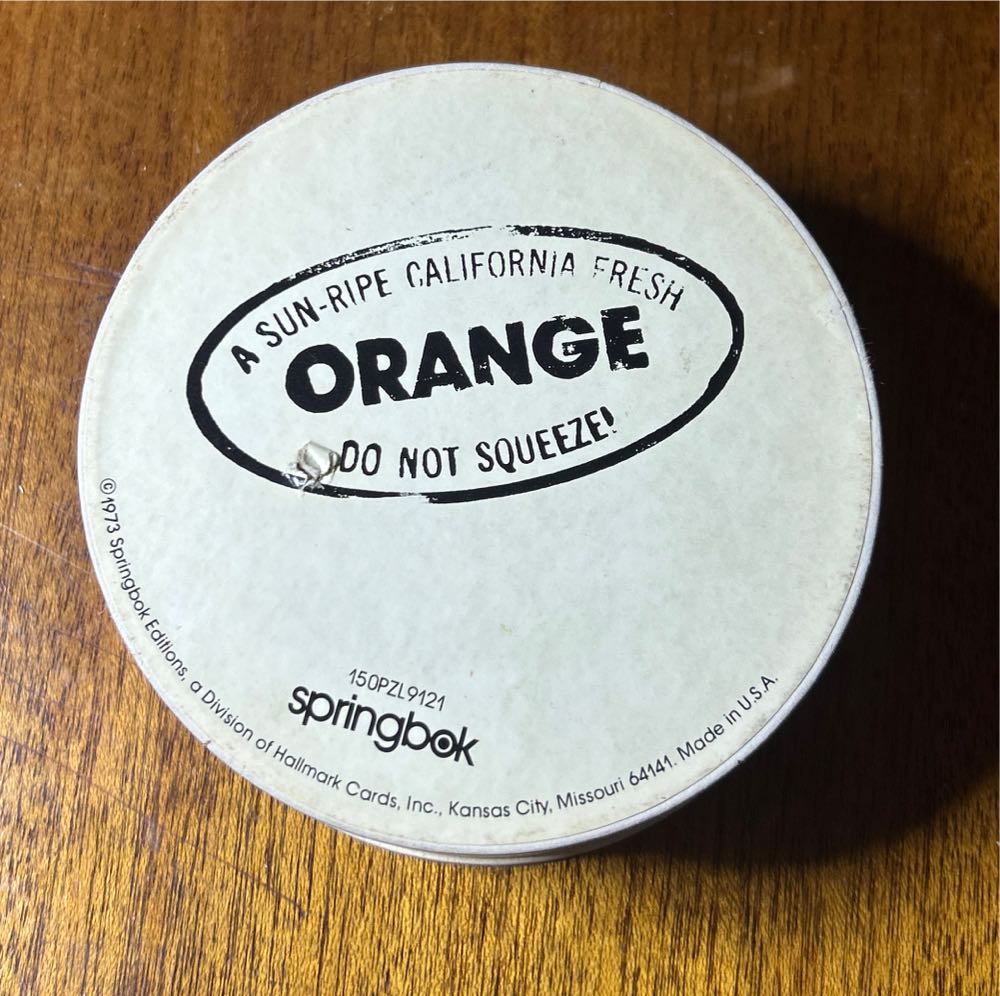 A SUN-RIPE CALIFORNIA FRESH
ORANGE
DO NOT SQUEEZE!
150PZL9121
springbok
©1973 Springbok Editions, a Division of Hallmark Cards, Inc., Kansas City, Missouri 64141. Made in U.S.A.